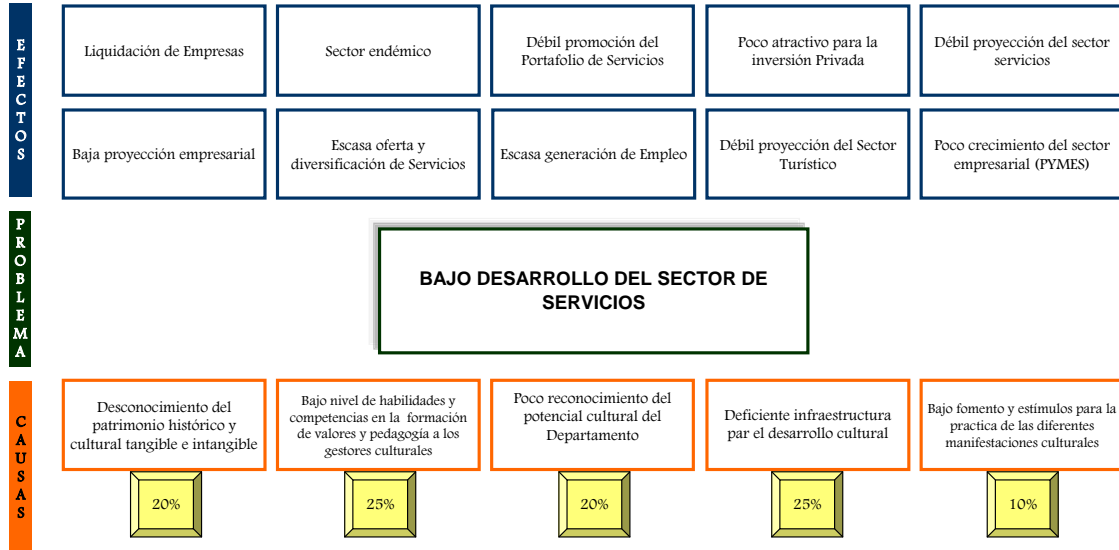 EFECTOS
Liquidación de Empresas
Sector endémico
Débil promoción del
Portafolio de Servicios
Poco atractivo para la
inversión Privada
Débil proyección del sector
servicios
Baja proyección empresarial
Escasa oferta y
diversificación de Servicios
Escasa generación de Empleo
Débil proyección del Sector
Turístico
Poco crecimiento del sector
empresarial (PYMES)
PROBLEMA
BAJO DESARROLLO DEL SECTOR DE
SERVICIOS
CAUSAS
Desconocimiento del
patrimonio histórico y
cultural tangible e intangible
Bajo nivel de habilidades y
competencias en la formación
de valores y pedagogía a los
gestores culturales
Poco reconocimiento del
potencial cultural del
Departamento
Deficiente infraestructura
par el desarrollo cultural
Bajo fomento y estímulos para la
practica de las diferentes
manifestaciones culturales
20%
25%
20%
25%
10%